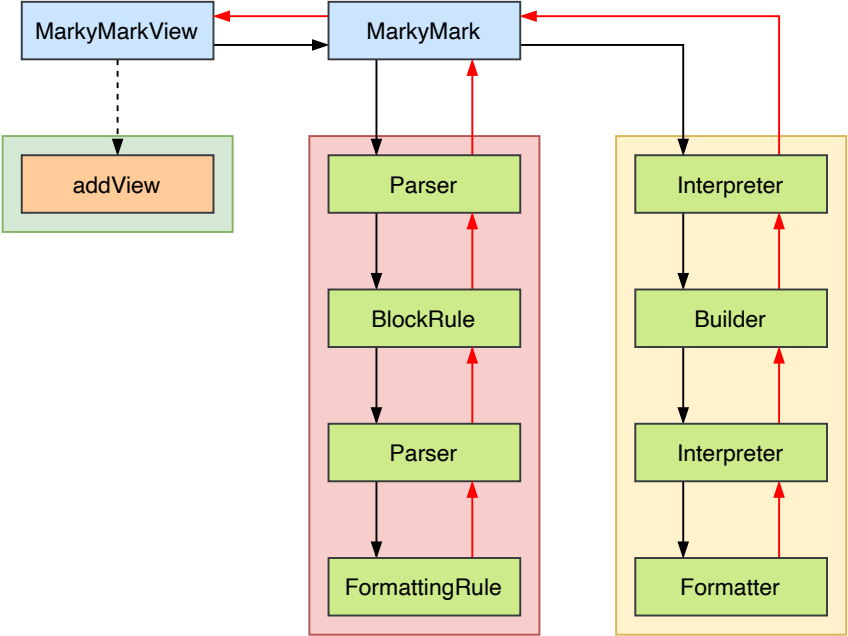 MarkyMarkView
MarkyMark
addView
Parser
Interpreter
BlockRule
Builder
Parser
Interpreter
FormattingRule
Formatter